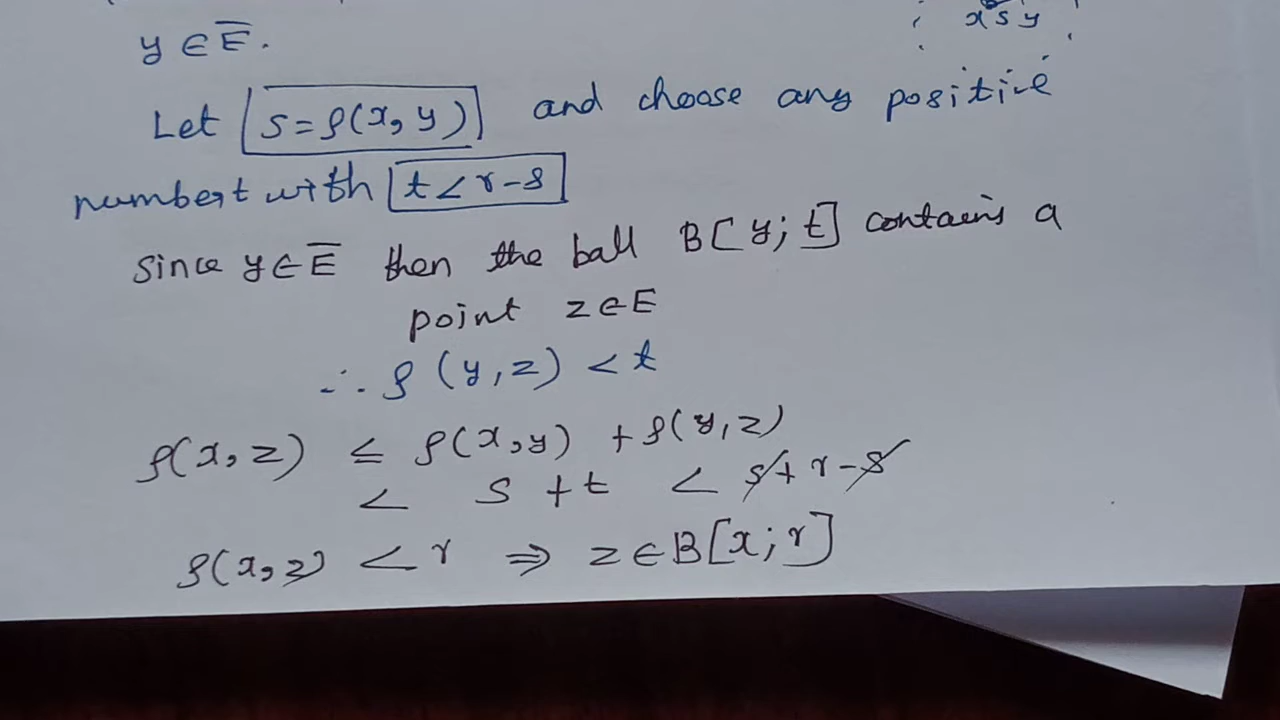 x s y
y ∈ E̅.
Let s = ρ(x, y) and choose any positive
number t with t < r - s
Since y ∈ E̅ then the ball B[y; t] contains a
point z ∈ E
∴ ρ(y, z) < t
ρ(x, z) ≤ ρ(x, y) + ρ(y, z)
< s + t < s + r - s
ρ(x, z) < r ⇒ z ∈ B[x; r]